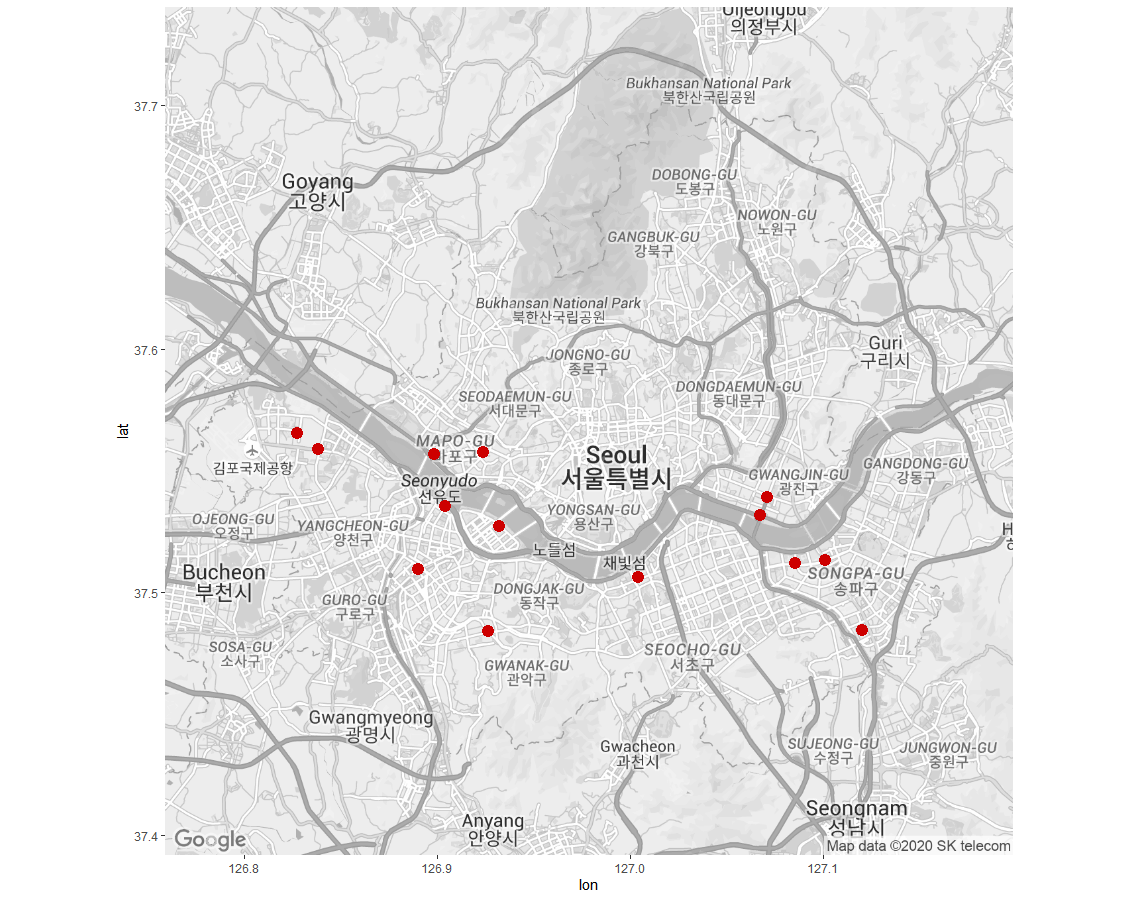 Uijeongbu
의정부시
Bukhansan National Park
북한산국립공원
37.7
DOBONG-GU
도봉구
Goyang
고양시
NOWON-GU
노원구
GANGBUK-GU
강북구
Bukhansan National Park
북한산국립공원
37.6
Guri
구리시
JONGNO-GU
종로구
DONGDAEMUN-GU
동대문구
SEODAEMUN-GU
서대문구
lat
MAPO-GU
마포구
김포국제공항
Seoul
서울특별시
GANGDONG-GU
강동구
GWANGJIN-GU
광진구
Seonyudo
선유도
YONGSAN-GU
용산구
OJEONG-GU
오정구
YANGCHEON-GU
양천구
노들섬
채빛섬
Bucheon
부천시
SONGPA-GU
송파구
37.5
DONGJAK-GU
동작구
GURO-GU
구로구
SOSA-GU
소사구
SEOCHO-GU
서초구
GWANAK-GU
관악구
Gwangmyeong
광명시
Gwacheon
과천시
SUJEONG-GU
수정구
JUNGWON-GU
중원구
Seongnam
성남시
Anyang
안양시
37.4
Google
Map data ©2020 SK telecom
126.8
126.9
127.0
127.1
lon